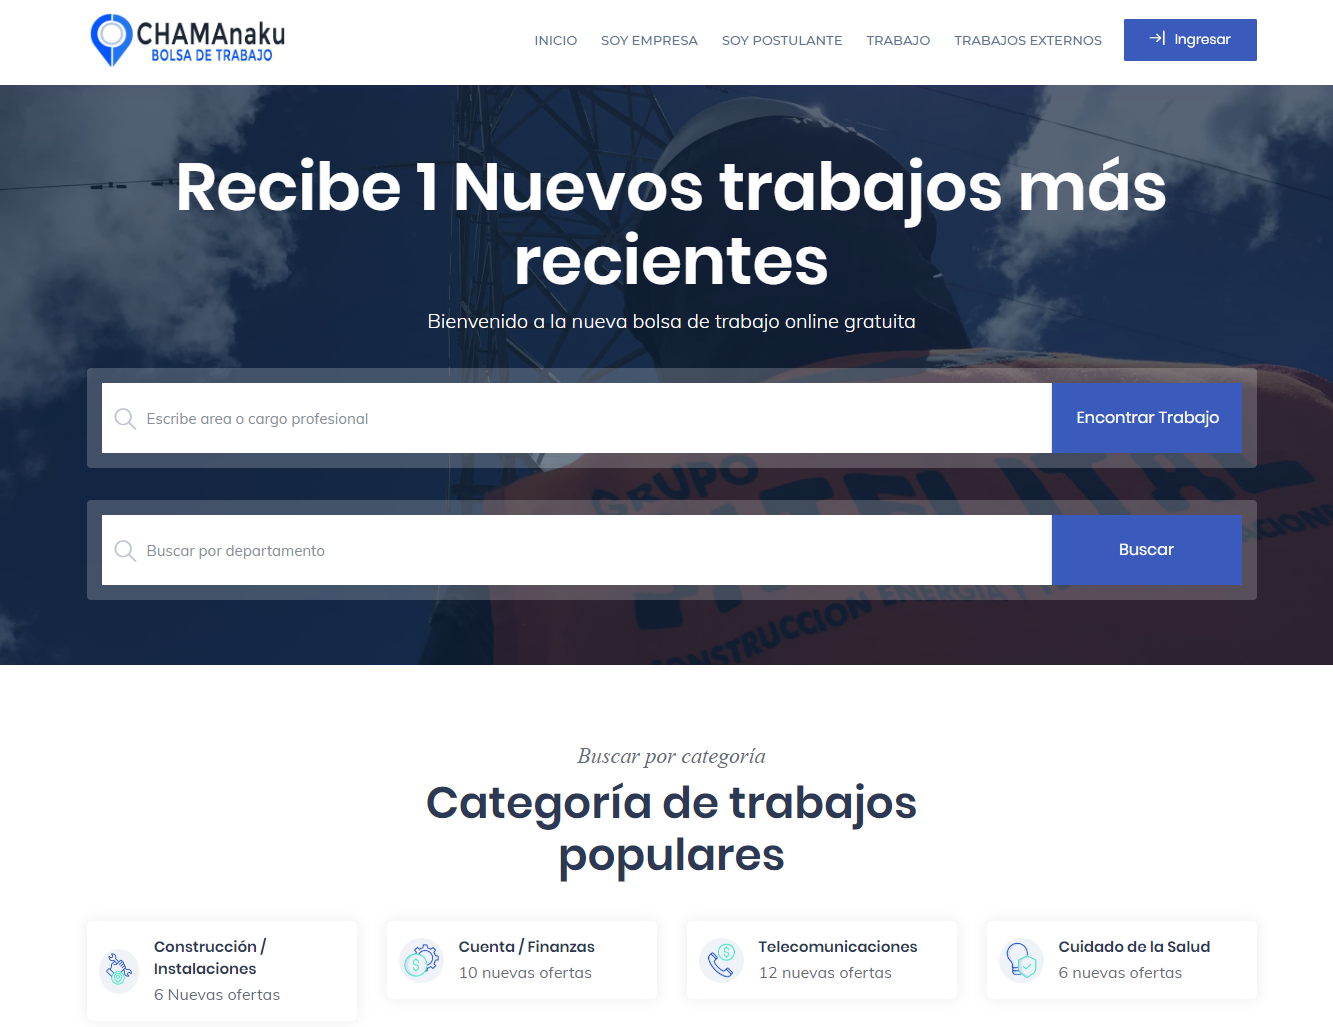 CHAMAnaku
BOLSA DE TRABAJO
INICIO
SOY EMPRESA
SOY POSTULANTE
TRABAJO
TRABAJOS EXTERNOS
Ingresar
Recibe 1 Nuevos trabajos más
recientes
Bienvenido a la nueva bolsa de trabajo online gratuita
Escribe area o cargo profesional
Encontrar Trabajo
GRUPO
Buscar por departamento
Buscar
ENERGIA Y
Buscar por categoría
Categoría de trabajos
populares
Construcción /
Instalaciones
6 Nuevas ofertas
Cuenta / Finanzas
10 nuevas ofertas
Telecomunicaciones
12 nuevas ofertas
Cuidado de la Salud
6 nuevas ofertas